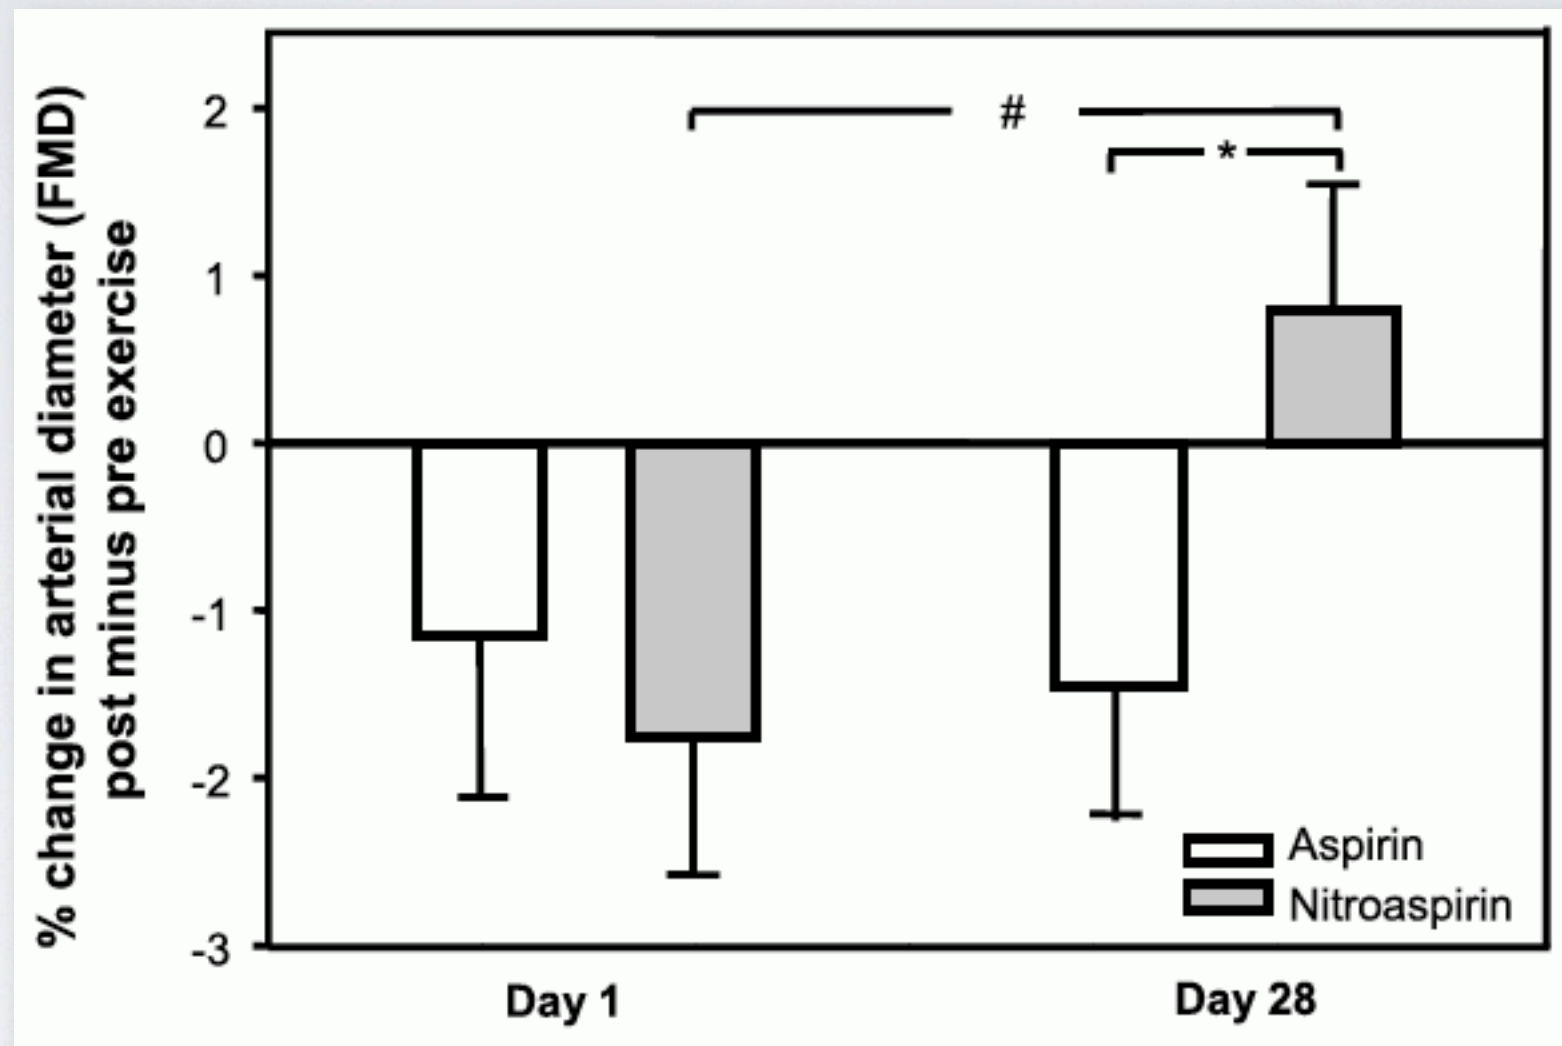 % change in arterial diameter (FMD)
post minus pre exercise
2
1
0
-1
-2
-3
#
*
Aspirin
Nitroaspirin
Day 1
Day 28